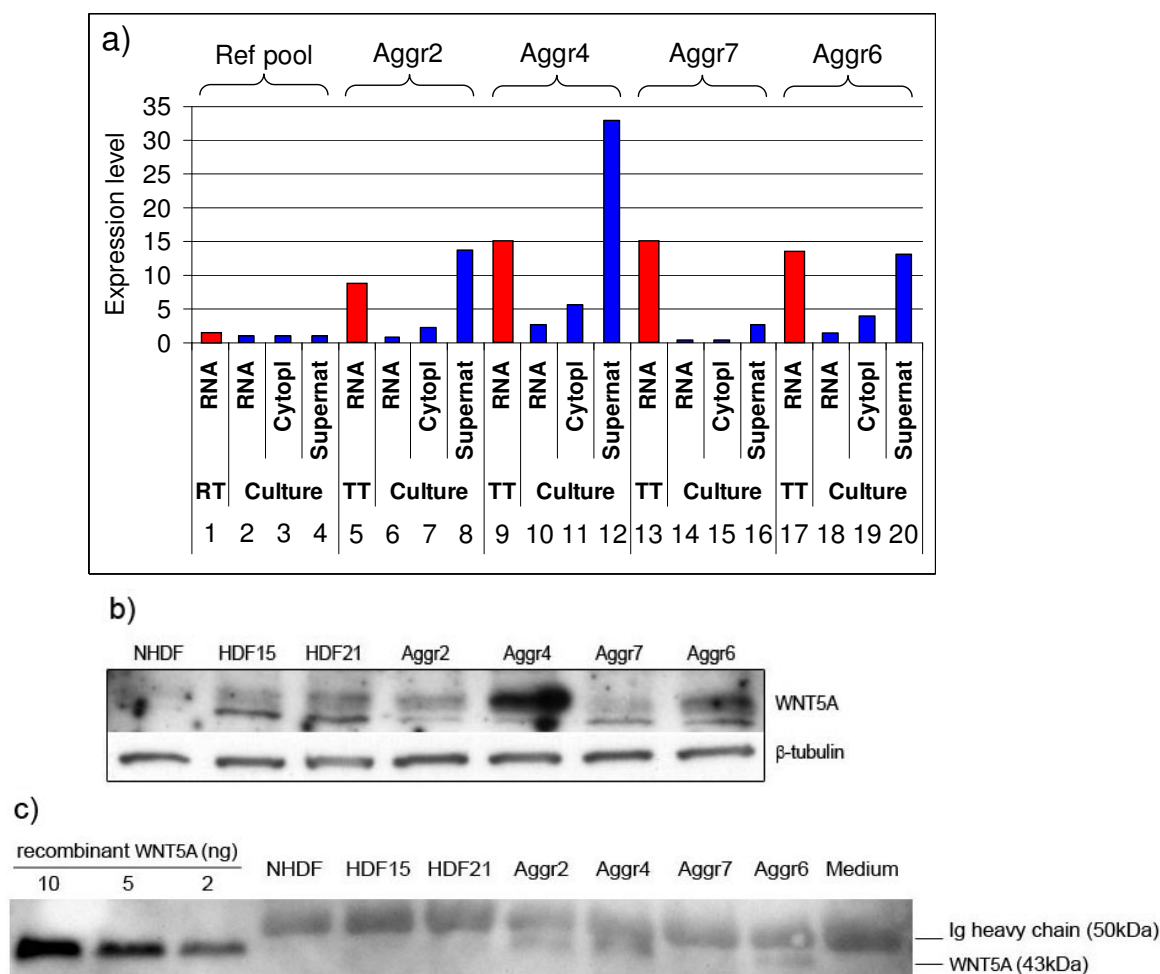 a)
Ref pool Aggr2 Aggr4 Aggr7 Aggr6
Expression level
35
30
25
20
15
10
5
0
RNA RNA Cytopl Supernat RNA RNA Cytopl Supernat RNA RNA Cytopl Supernat RNA RNA Cytopl Supernat RNA RNA Cytopl Supernat
RT Culture TT Culture TT Culture TT Culture TT Culture
1 2 3 4 5 6 7 8 9 10 11 12 13 14 15 16 17 18 19 20
b)
NHDF HDF15 HDF21 Aggr2 Aggr4 Aggr7 Aggr6
WNT5A
β-tubulin
c)
recombinant WNT5A (ng)
10 5 2
NHDF HDF15 HDF21 Aggr2 Aggr4 Aggr7 Aggr6 Medium
Ig heavy chain (50kDa)
WNT5A (43kDa)